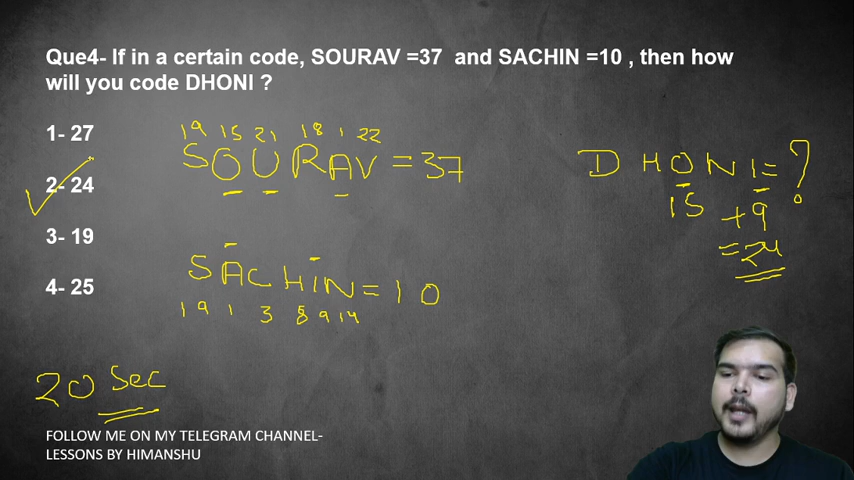 Que4- If in a certain code, SOURAV =37 and SACHIN =10 , then how
will you code DHONI ?
1- 27
2- 24
3- 19
4- 25
19 15 21 18 1 22
SOURAV = 37
SACHIN = 10
19 1 3 8 9 14
DHONI = ?
15 + 9
= 24
20 Sec
FOLLOW ME ON MY TELEGRAM CHANNEL-
LESSONS BY HIMANSHU